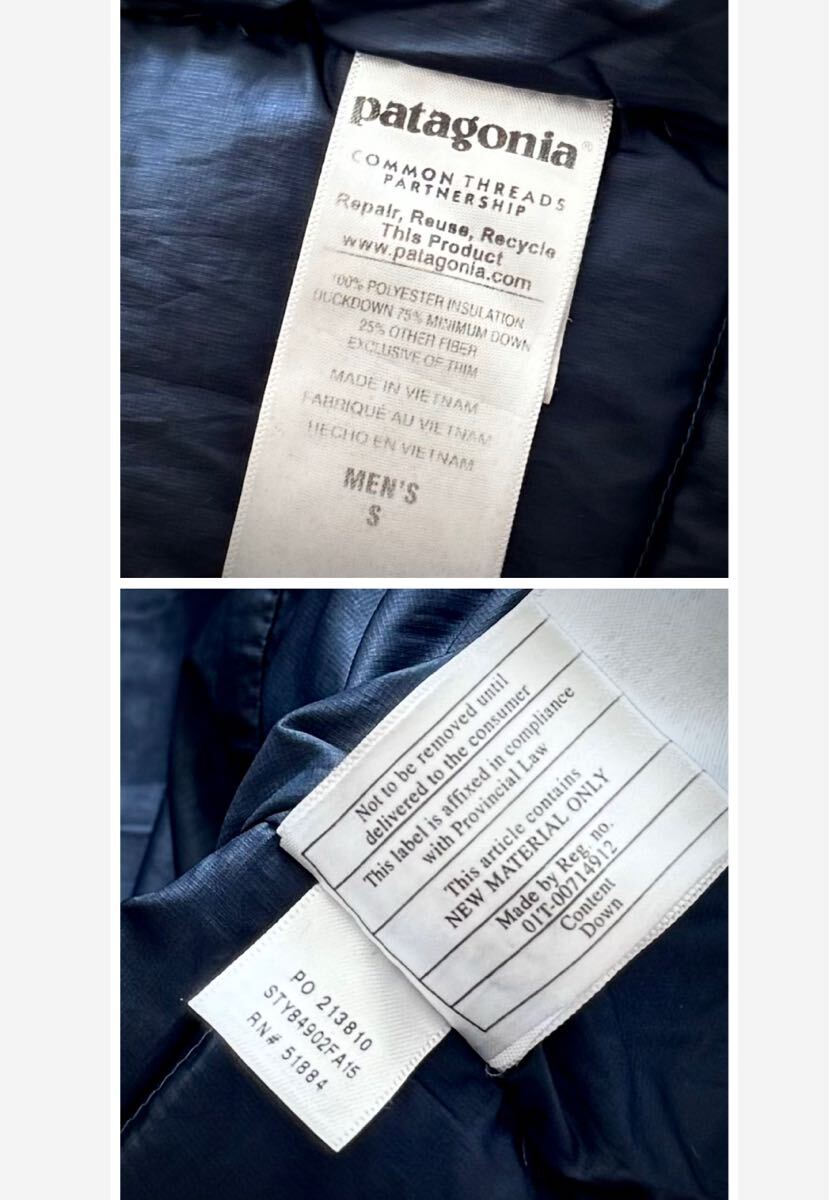 patagonia®
COMMON THREADS
PARTNERSHIP
Repair, Reuse, Recycle
This Product
www.patagonia.com
100% POLYESTER INSULATION
DUCKDOWN 75% MINIMUM DOWN
25% OTHER FIBER
EXCLUSIVE OF TRIM
MADE IN VIETNAM
FABRIQUÉ AU VIETNAM
HECHO EN VIETNAM
MEN'S
S
Not to be removed until
delivered to the consumer
This label is affixed in compliance
with Provincial Law
This article contains
NEW MATERIAL ONLY
Made by Reg. no.
01T-00714912
Content
Down
PO 213810
STY84902FA15
RN# 51884